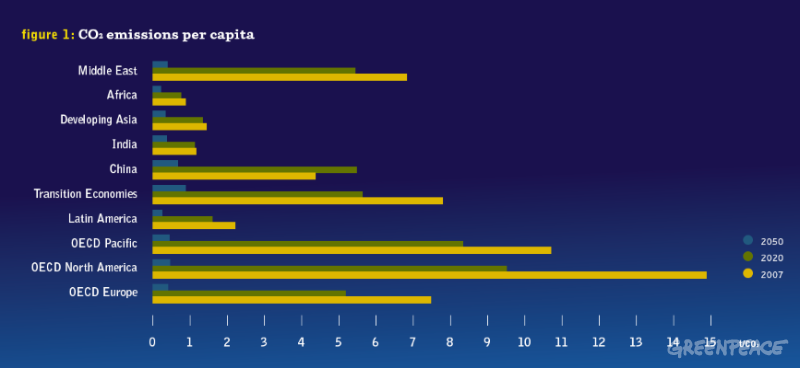 figure 1: CO₂ emissions per capita
Middle East
Africa
Developing Asia
India
China
Transition Economies
Latin America
OECD Pacific
OECD North America
OECD Europe
2050
2020
2007
0 1 2 3 4 5 6 7 8 9 10 11 12 13 14 15 t/CO₂
GREENPEACE